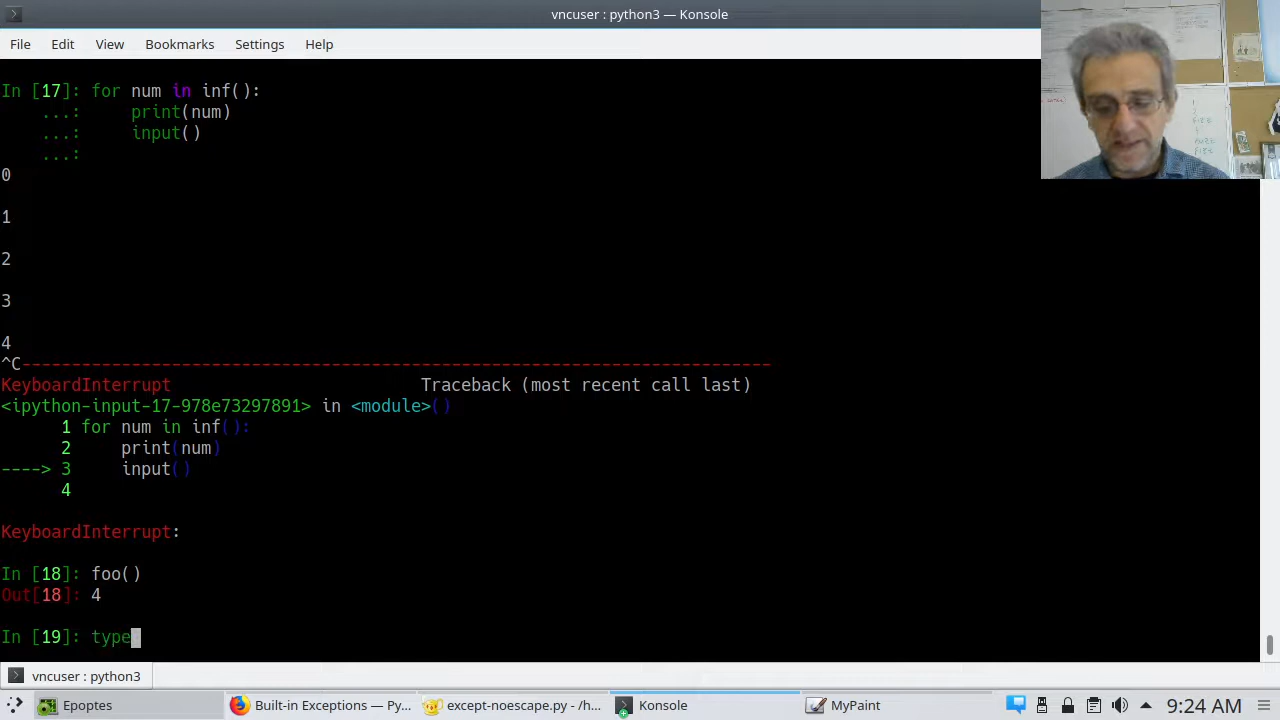 vncuser : python3 — Konsole
File Edit View Bookmarks Settings Help
In [17]: for num in inf():
...: print(num)
...: input()
...:
0
1
2
3
4
^C---------------------------------------------------------------------------
KeyboardInterrupt Traceback (most recent call last)
<ipython-input-17-978e73297891> in <module>()
1 for num in inf():
2 print(num)
----> 3 input()
4
KeyboardInterrupt:
In [18]: foo()
Out[18]: 4
In [19]: type
vncuser : python3
Epoptes Built-in Exceptions — Py... except-noescape.py - /h... Konsole MyPaint 9:24 AM